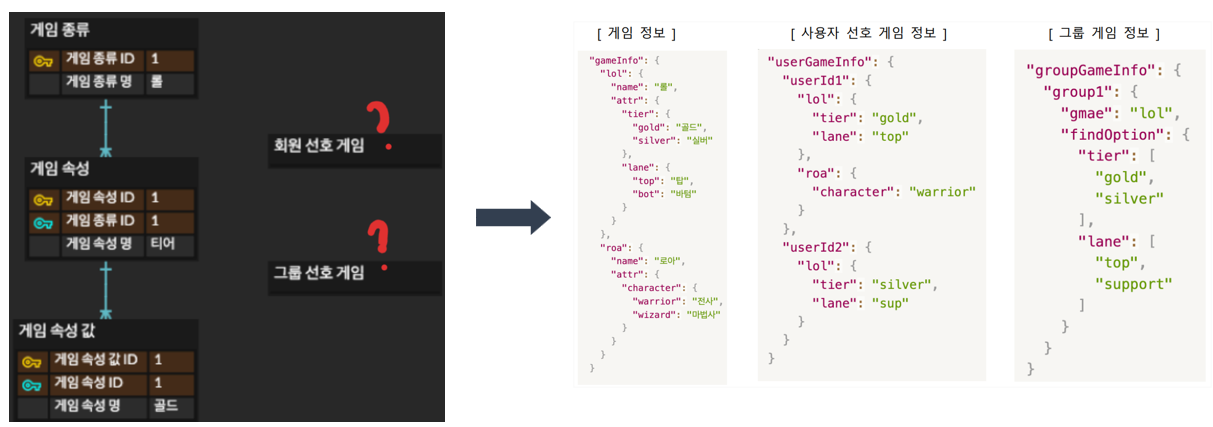 게임 종류
게임 종류 ID 1
게임 종류 명 롤
게임 속성
게임 속성 ID 1
게임 종류 ID 1
게임 속성 명 티어
게임 속성 값
게임 속성 값 ID 1
게임 속성 ID 1
게임 속성 명 골드
?
회원 선호 게임
?
그룹 선호 게임
[ 게임 정보 ]
"gameInfo": {
"lol": {
"name": "롤",
"attr": {
"tier": {
"gold": "골드",
"silver": "실버"
},
"lane": {
"top": "탑",
"bot": "바텀"
}
}
},
"roa": {
"name": "로아",
"attr": {
"character": {
"warrior": "전사",
"wizard": "마법사"
}
}
}
}
[ 사용자 선호 게임 정보 ]
"userGameInfo": {
"userId1": {
"lol": {
"tier": "gold",
"lane": "top"
},
"roa": {
"character": "warrior"
}
},
"userId2": {
"lol": {
"tier": "silver",
"lane": "sup"
}
}
}
[ 그룹 게임 정보 ]
"groupGameInfo": {
"group1": {
"gmae": "lol",
"findOption": {
"tier": [
"gold",
"silver"
],
"lane": [
"top",
"support"
]
}
}
}